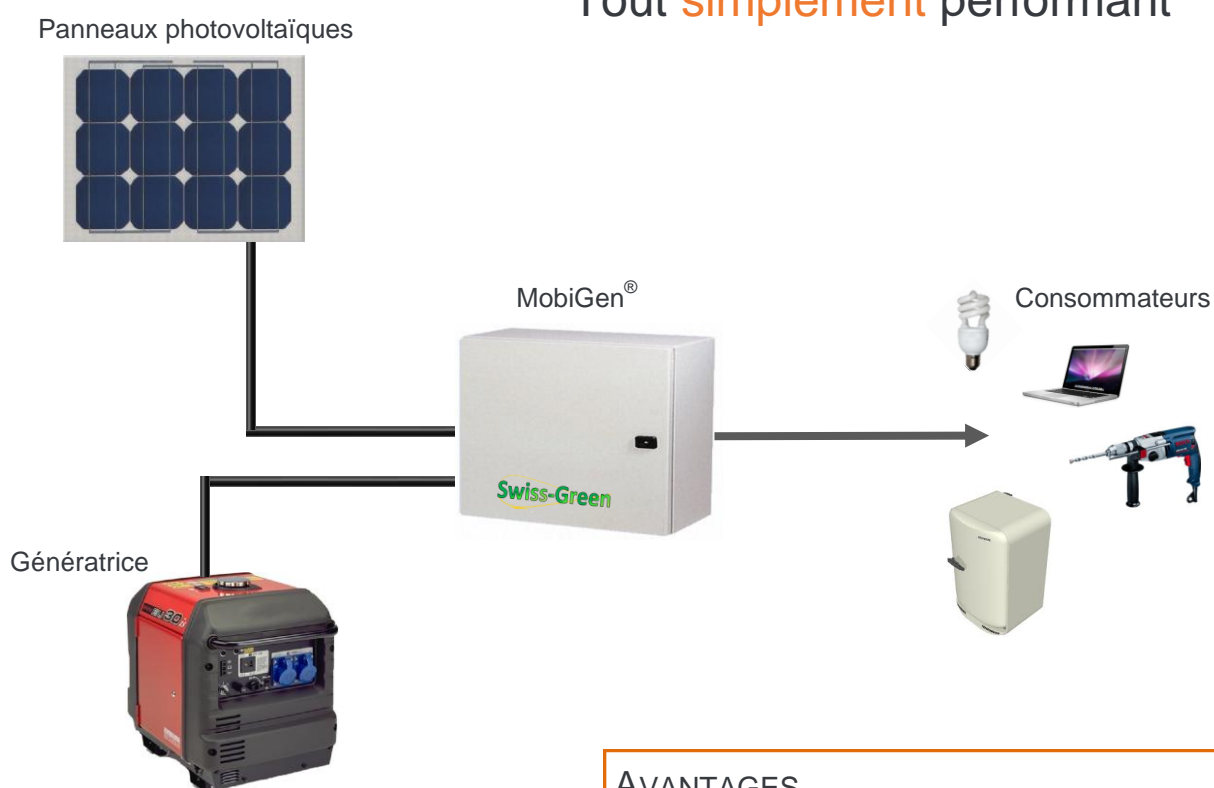 Tout simplement performant
Panneaux photovoltaïques
MobiGen®
Consommateurs
Swiss-Green
Génératrice
AVANTAGES